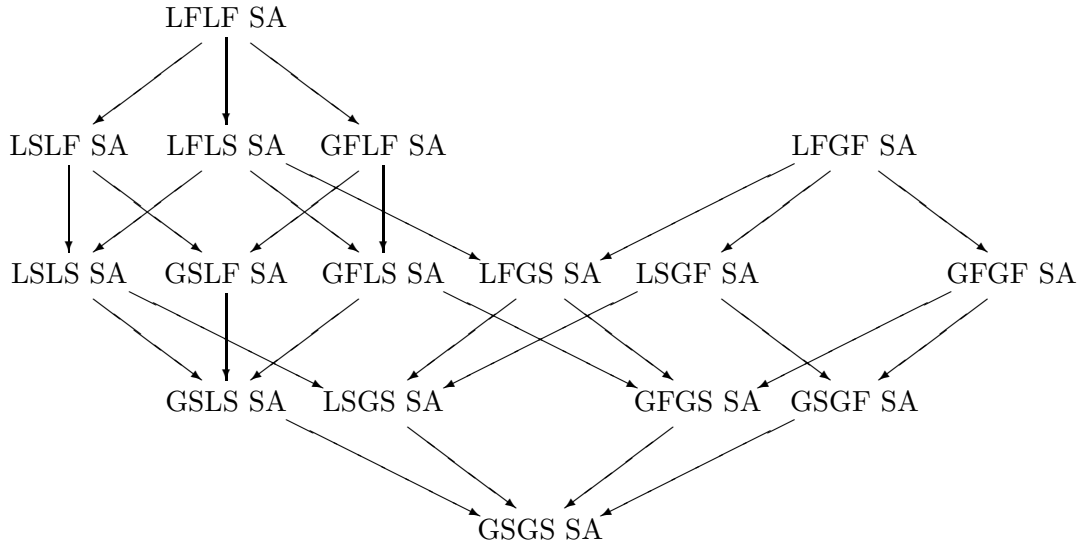 LFLF SA
LSLF SA LFLS SA GFLF SA LFGF SA
LSLS SA GSLF SA GFLS SA LFGS SA LSGF SA GFGF SA
GSLS SA LSGS SA GFGS SA GSGF SA
GSGS SA